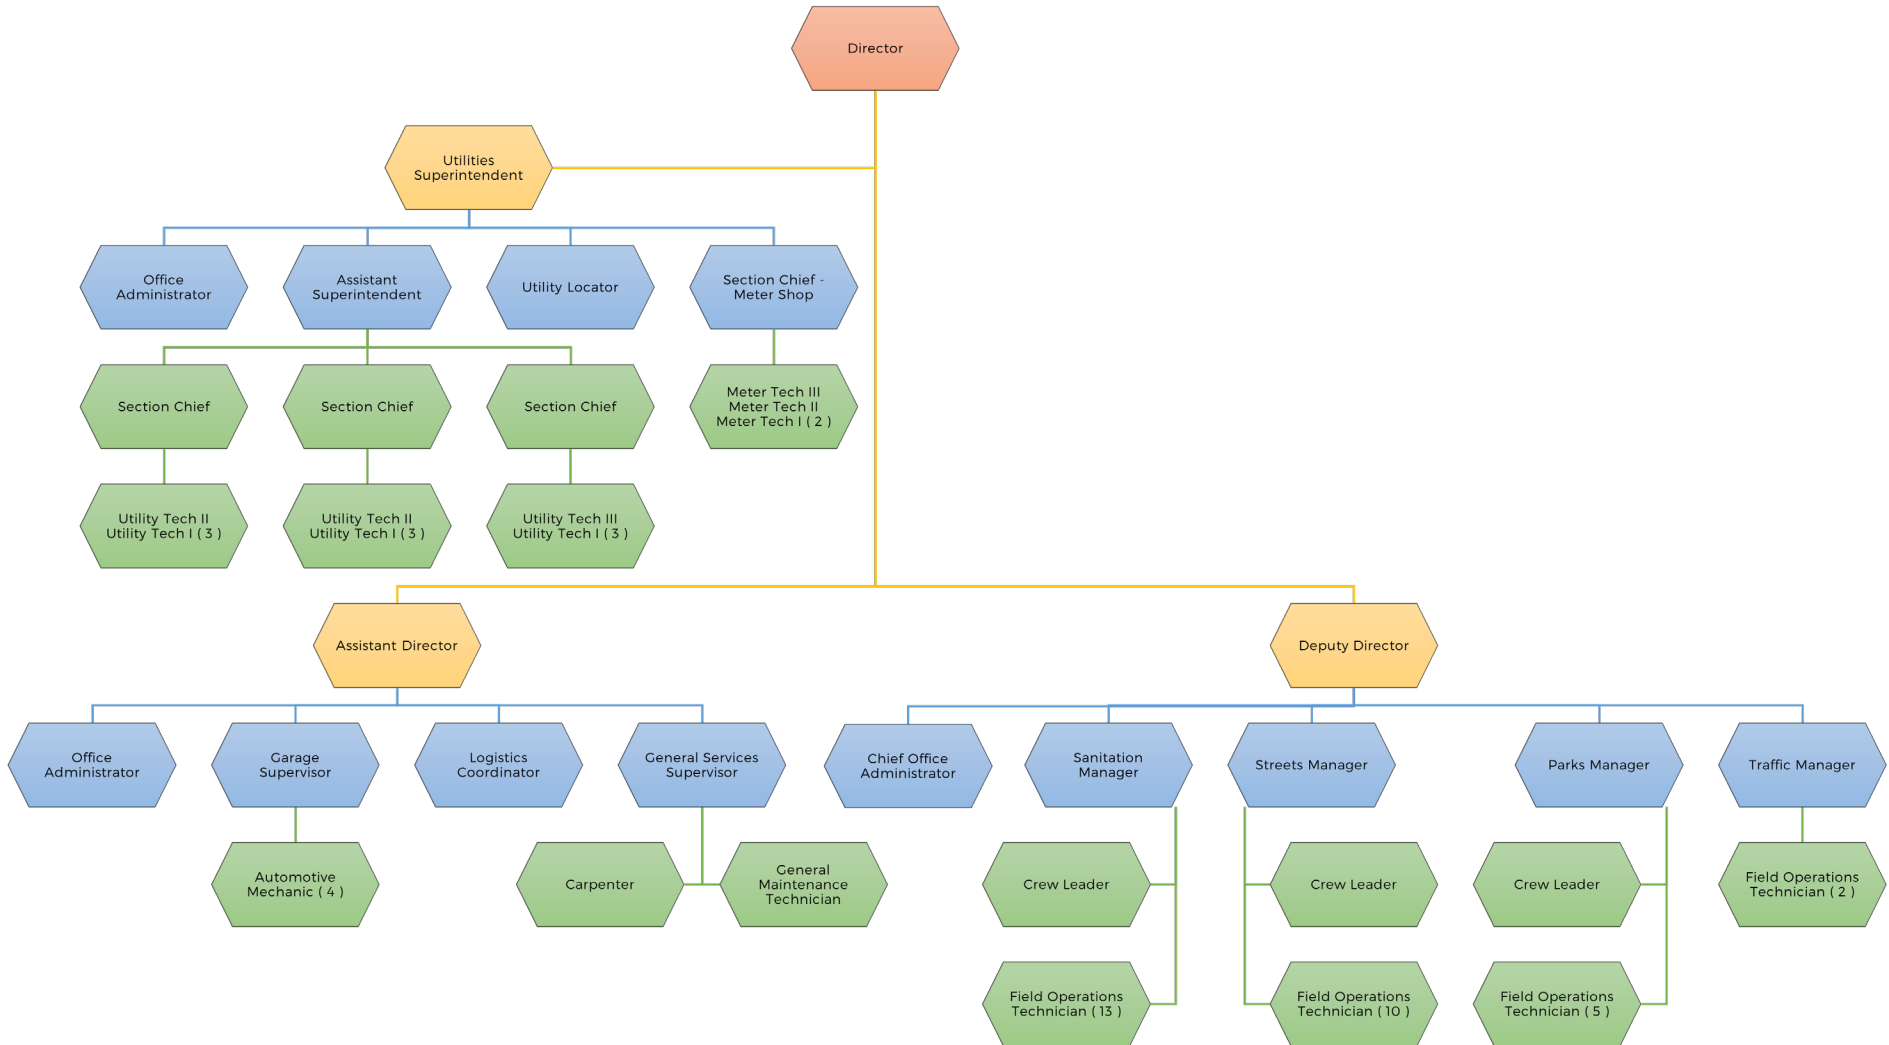 Director
Utilities
Superintendent
Office
Administrator
Assistant
Superintendent
Utility Locator
Section Chief -
Meter Shop
Section Chief
Section Chief
Section Chief
Meter Tech III
Meter Tech II
Meter Tech I ( 2 )
Utility Tech II
Utility Tech I ( 3 )
Utility Tech II
Utility Tech I ( 3 )
Utility Tech III
Utility Tech I ( 3 )
Assistant Director
Deputy Director
Office
Administrator
Garage
Supervisor
Logistics
Coordinator
General Services
Supervisor
Chief Office
Administrator
Sanitation
Manager
Streets Manager
Parks Manager
Traffic Manager
Automotive
Mechanic ( 4 )
Carpenter
General
Maintenance
Technician
Crew Leader
Crew Leader
Crew Leader
Field Operations
Technician ( 2 )
Field Operations
Technician ( 13 )
Field Operations
Technician ( 10 )
Field Operations
Technician ( 5 )